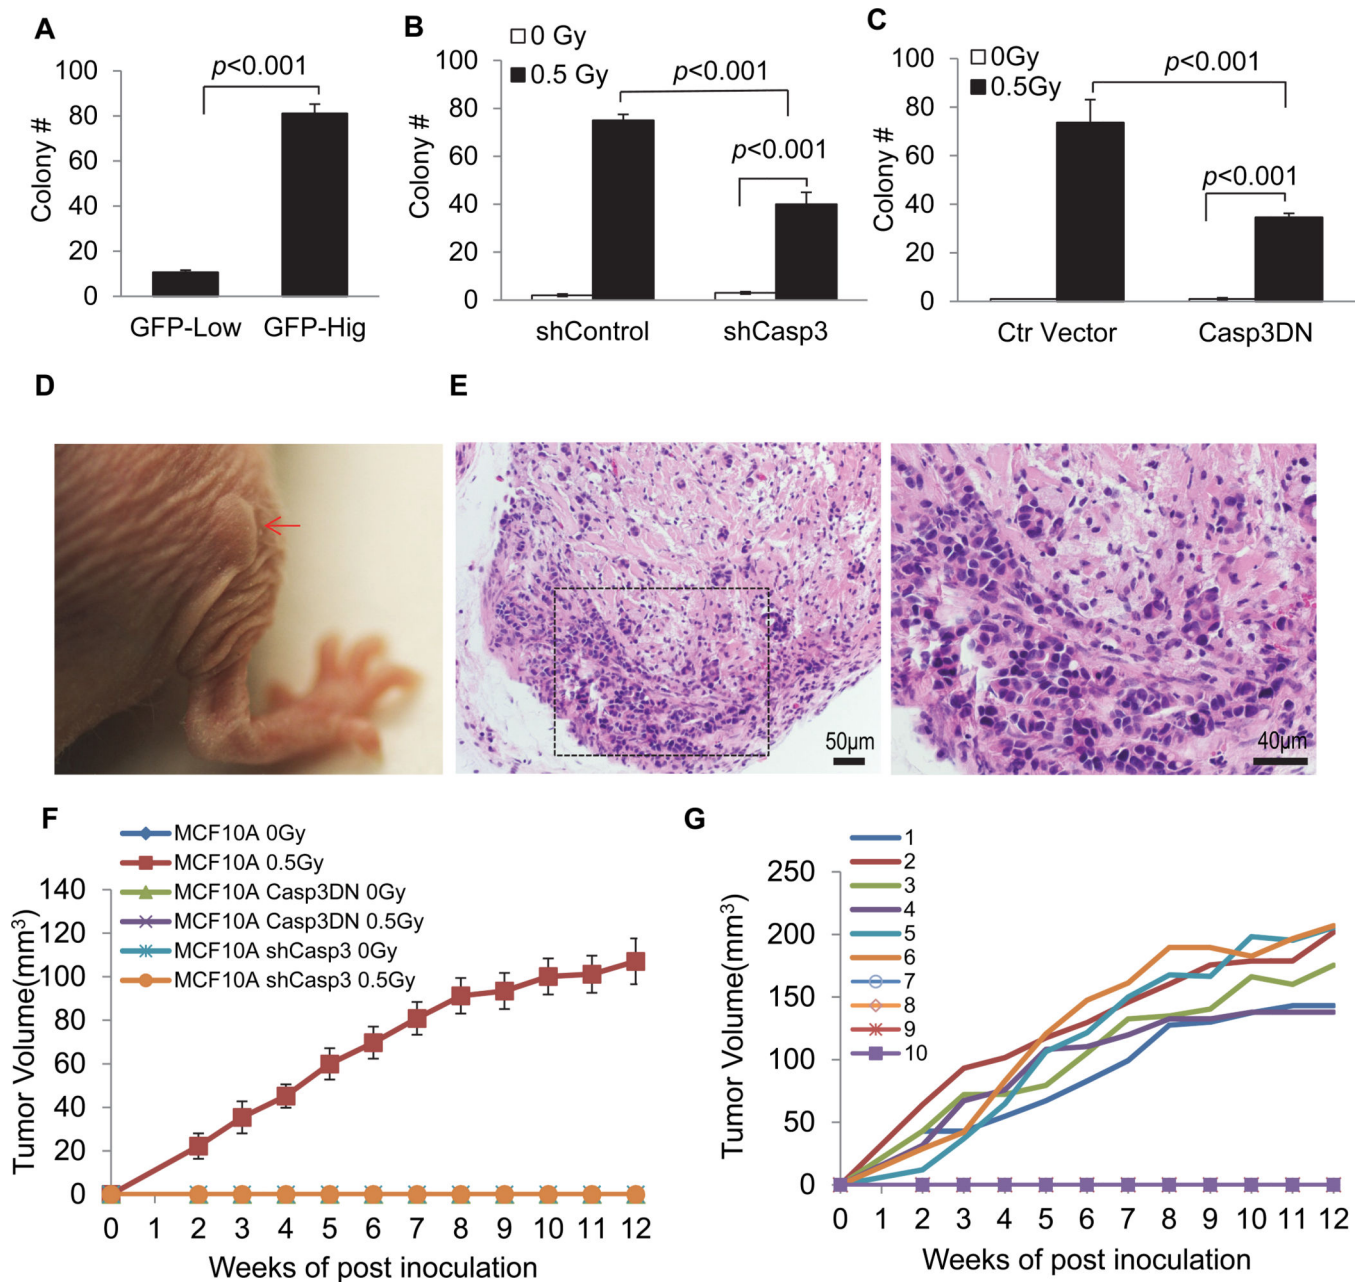 A
100
80
60
40
20
0
Colony #
p<0.001
GFP-Low
GFP-Hig
B
0 Gy
0.5 Gy
100
80
60
40
20
0
Colony #
p<0.001
p<0.001
shControl
shCasp3
C
0Gy
0.5Gy
100
80
60
40
20
0
Colony #
p<0.001
p<0.001
Ctr Vector
Casp3DN
D
E
50µm
40µm
F
MCF10A 0Gy
MCF10A 0.5Gy
MCF10A Casp3DN 0Gy
MCF10A Casp3DN 0.5Gy
MCF10A shCasp3 0Gy
MCF10A shCasp3 0.5Gy
140
120
100
80
60
40
20
0
Tumor Volume(mm³)
0 1 2 3 4 5 6 7 8 9 10 11 12
Weeks of post inoculation
G
1
2
3
4
5
6
7
8
9
10
250
200
150
100
50
0
Tumor Volume(mm³)
0 1 2 3 4 5 6 7 8 9 10 11 12
Weeks of post inoculation